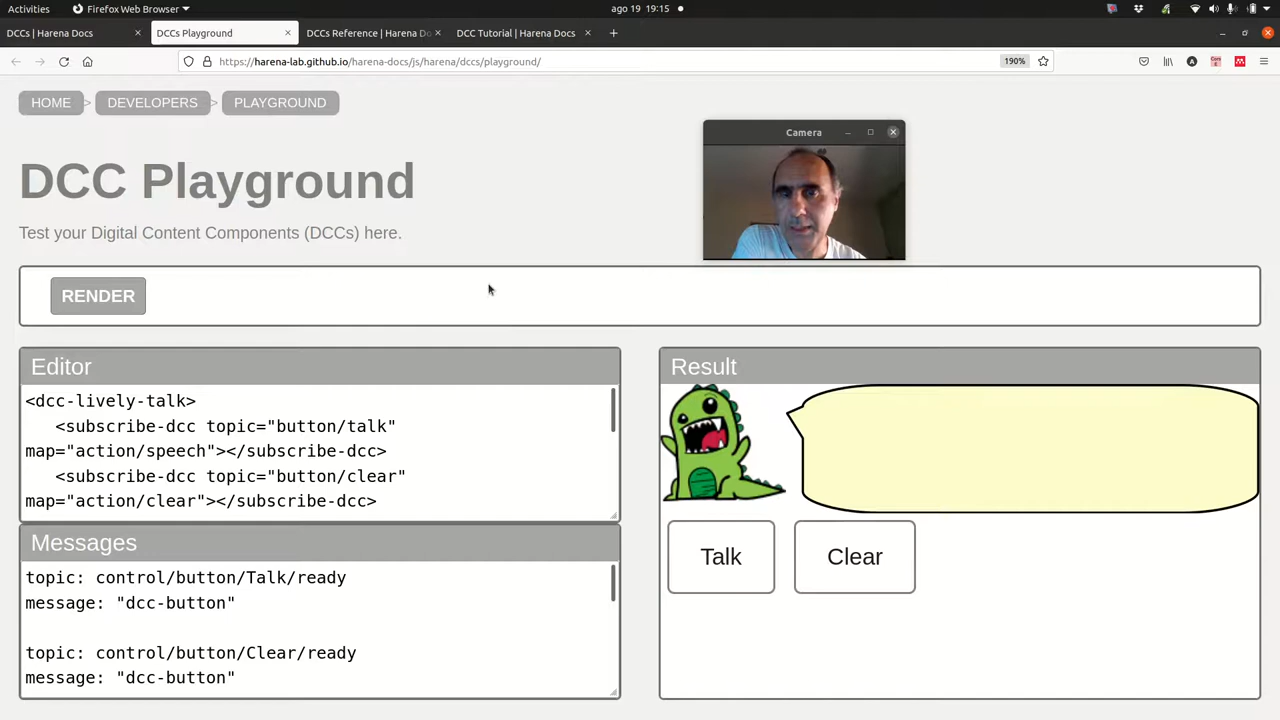 Activities
Firefox Web Browser
ago 19 19:15
DCCs | Harena Docs
DCCs Playground
DCCs Reference | Harena Do
DCC Tutorial | Harena Docs
https://harena-lab.github.io/harena-docs/js/harena/dccs/playground/
190%
HOME > DEVELOPERS > PLAYGROUND
Camera
DCC Playground
Test your Digital Content Components (DCCs) here.
RENDER
Editor
<dcc-lively-talk>
<subscribe-dcc topic="button/talk"
map="action/speech"></subscribe-dcc>
<subscribe-dcc topic="button/clear"
map="action/clear"></subscribe-dcc>
Messages
topic: control/button/Talk/ready
message: "dcc-button"
topic: control/button/Clear/ready
message: "dcc-button"
Result
Talk
Clear